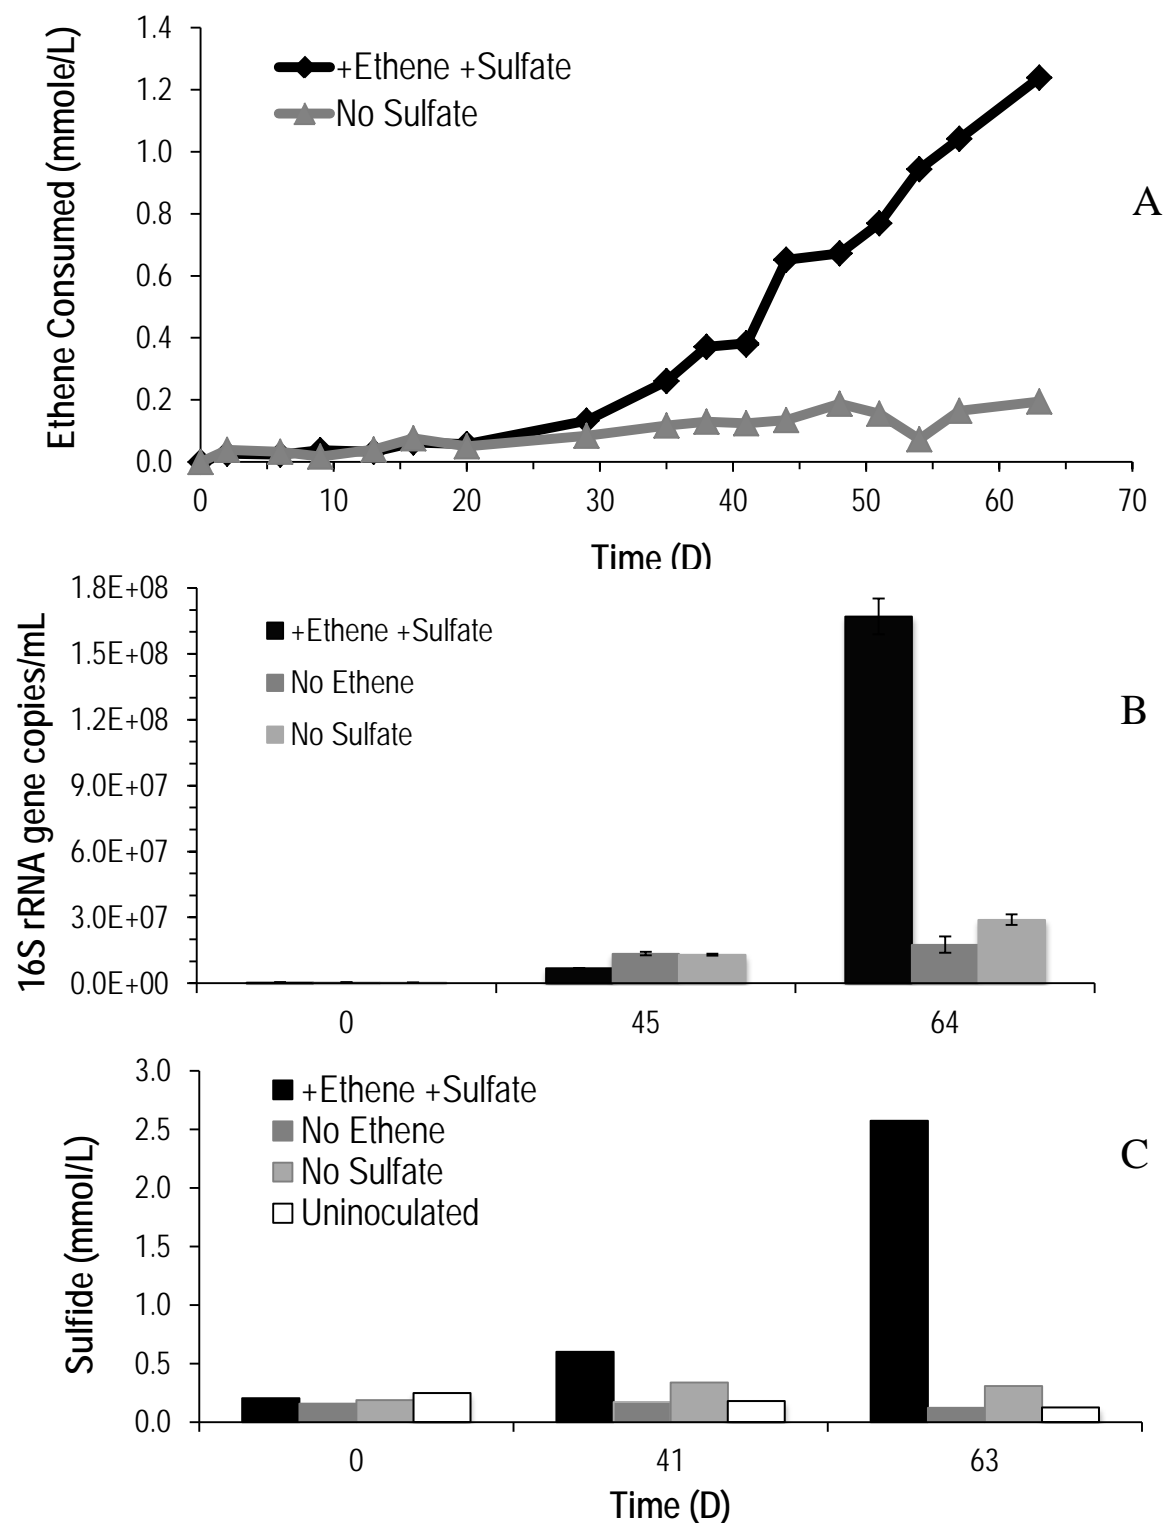 1.4
1.2
1.0
0.8
0.6
0.4
0.2
0.0
Ethene Consumed (mmole/L)
+Ethene +Sulfate
No Sulfate
A
0 10 20 30 40 50 60 70
Time (D)
1.8E+08
1.5E+08
1.2E+08
9.0E+07
6.0E+07
3.0E+07
0.0E+00
16S rRNA gene copies/mL
+Ethene +Sulfate
No Ethene
No Sulfate
B
0 45 64
3.0
2.5
2.0
1.5
1.0
0.5
0.0
Sulfide (mmol/L)
+Ethene +Sulfate
No Ethene
No Sulfate
Uninoculated
C
0 41 63
Time (D)